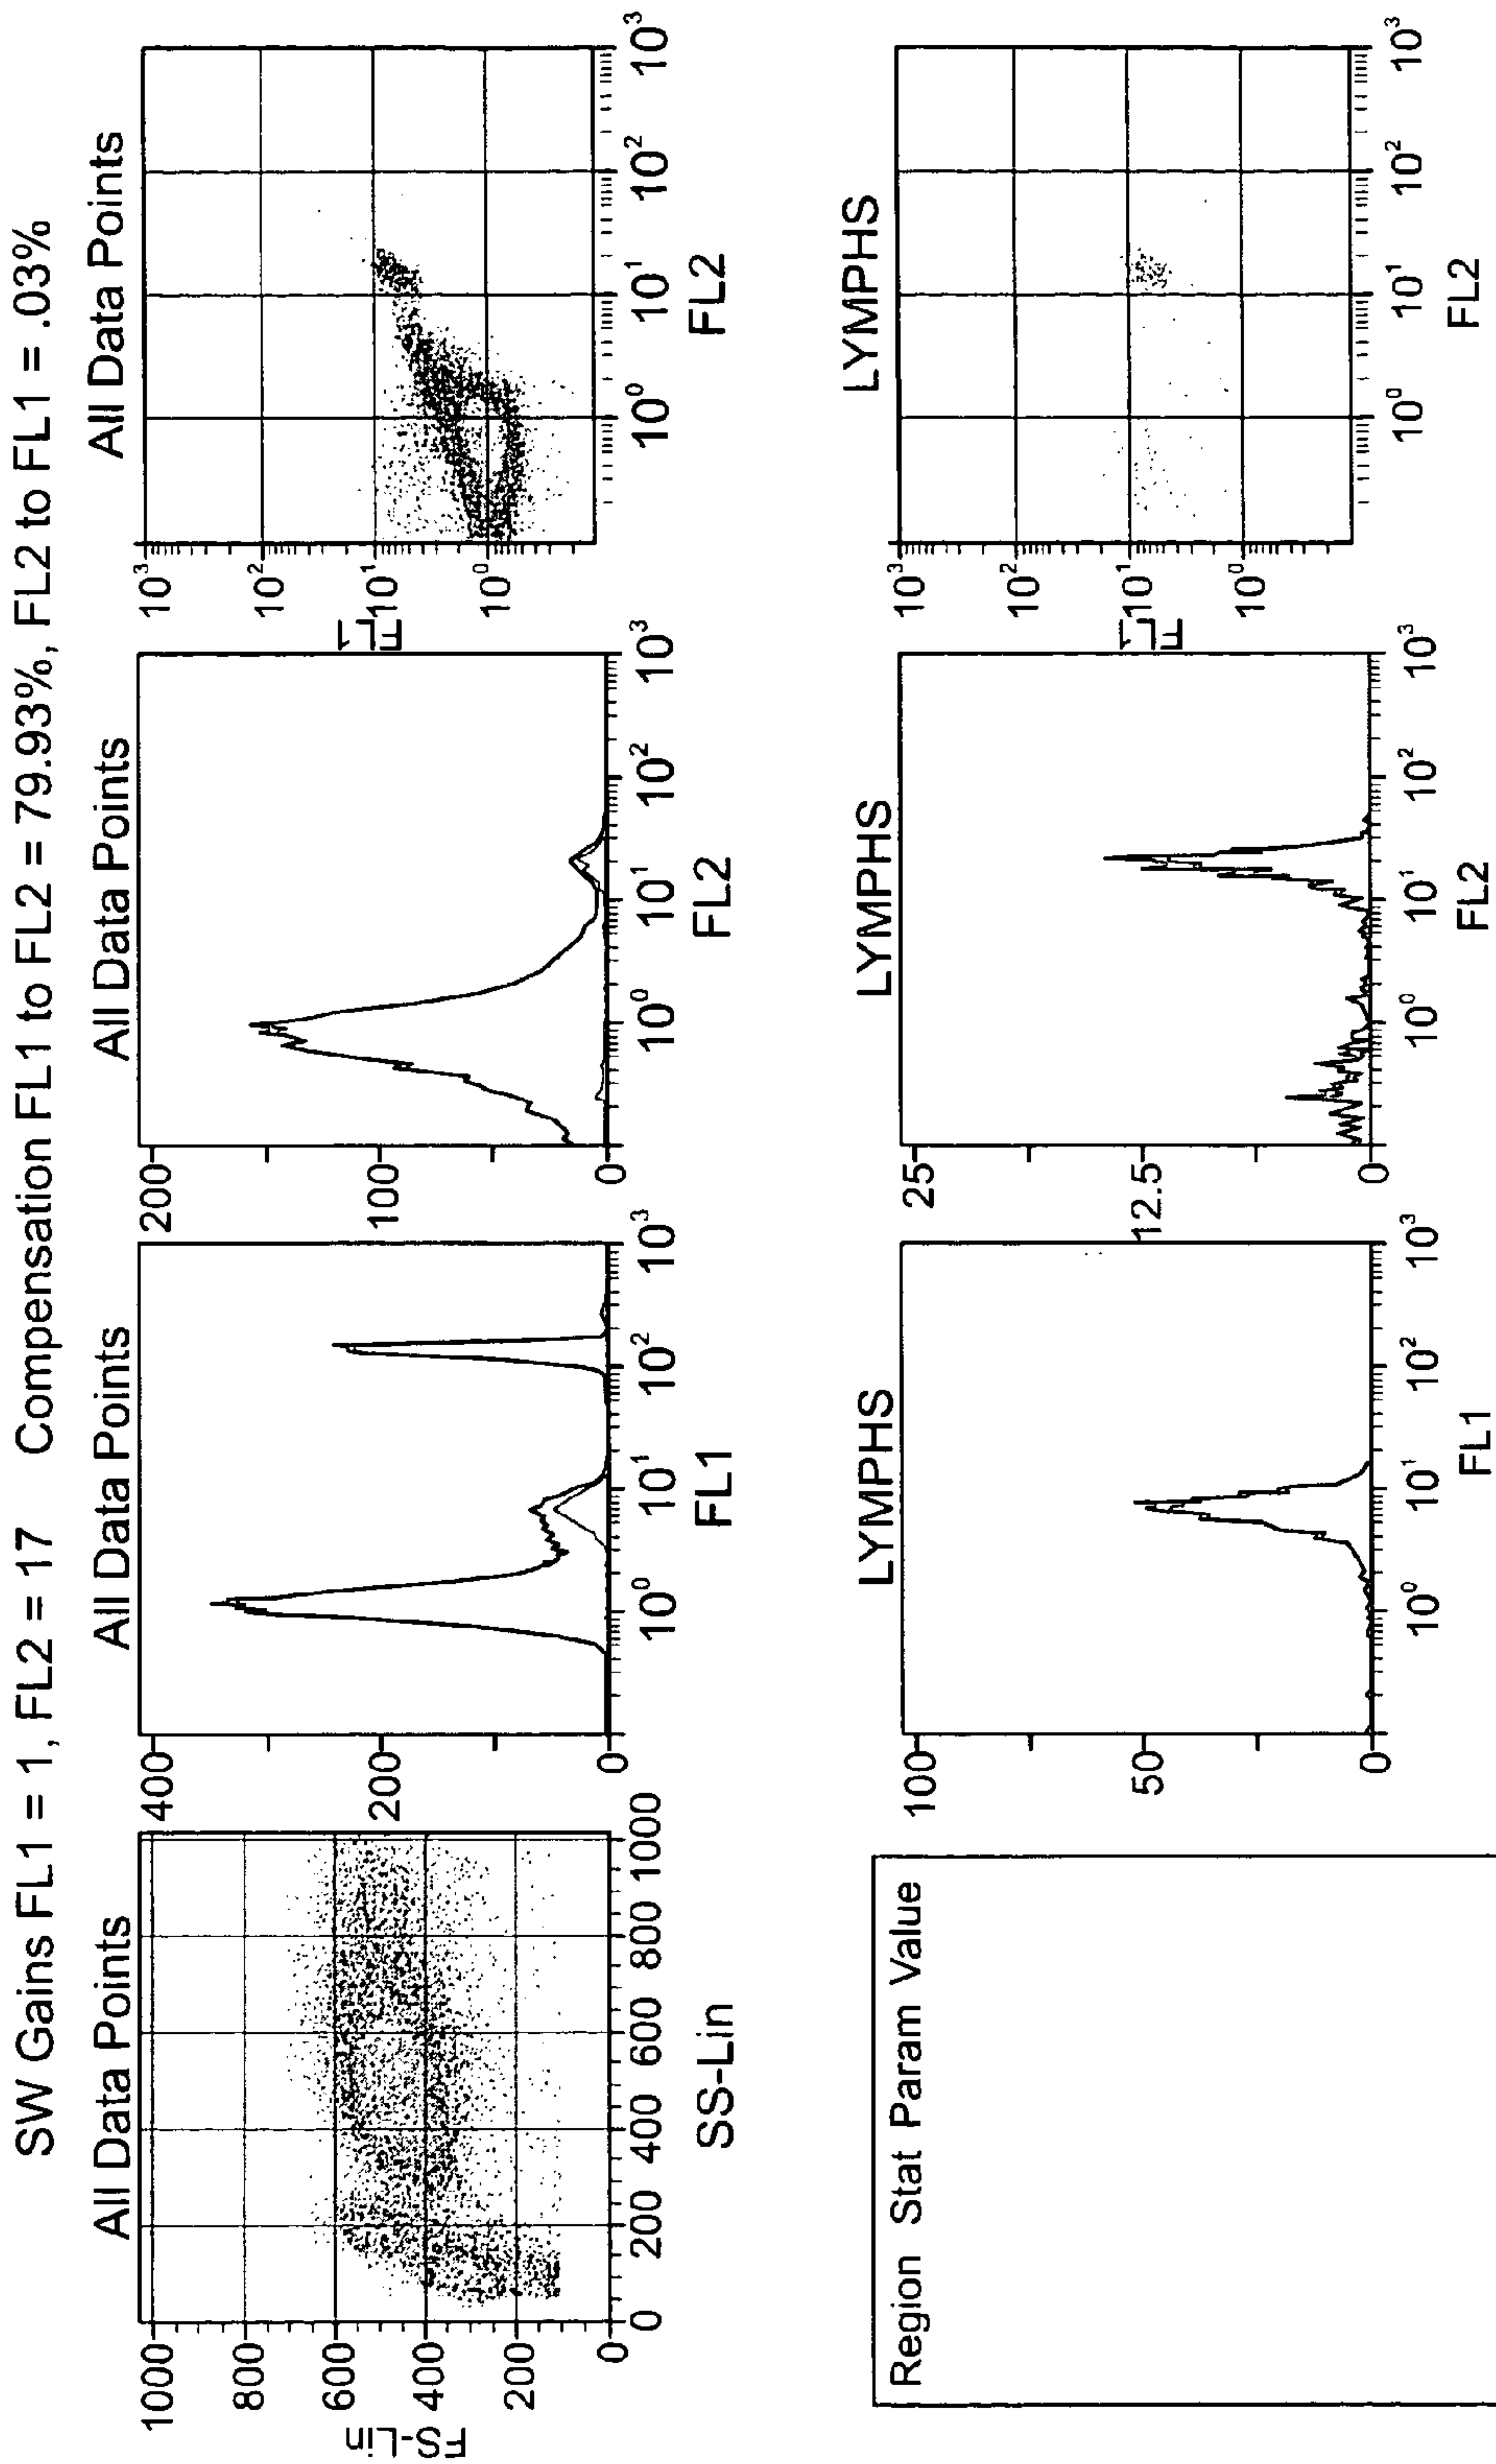 SW Gains FL1 = 1, FL2 = 17 Compensation FL1 to FL2 = 79.93%, FL2 to FL1 = .03%
All Data Points
1000
800
600
400
200
0
FS-Lin
0 200 400 600 800 1000
SS-Lin
All Data Points
400
200
0
10⁰ 10¹ 10² 10³
FL1
All Data Points
200
100
0
10⁰ 10¹ 10² 10³
FL2
All Data Points
10³
10²
10¹
10⁰
FL1
10⁰ 10¹ 10² 10³
FL2
Region Stat Param Value
LYMPHS
100
50
0
10⁰ 10¹ 10² 10³
FL1
LYMPHS
25
12.5
0
10⁰ 10¹ 10² 10³
FL2
LYMPHS
10³
10²
10¹
10⁰
FL1
10⁰ 10¹ 10² 10³
FL2